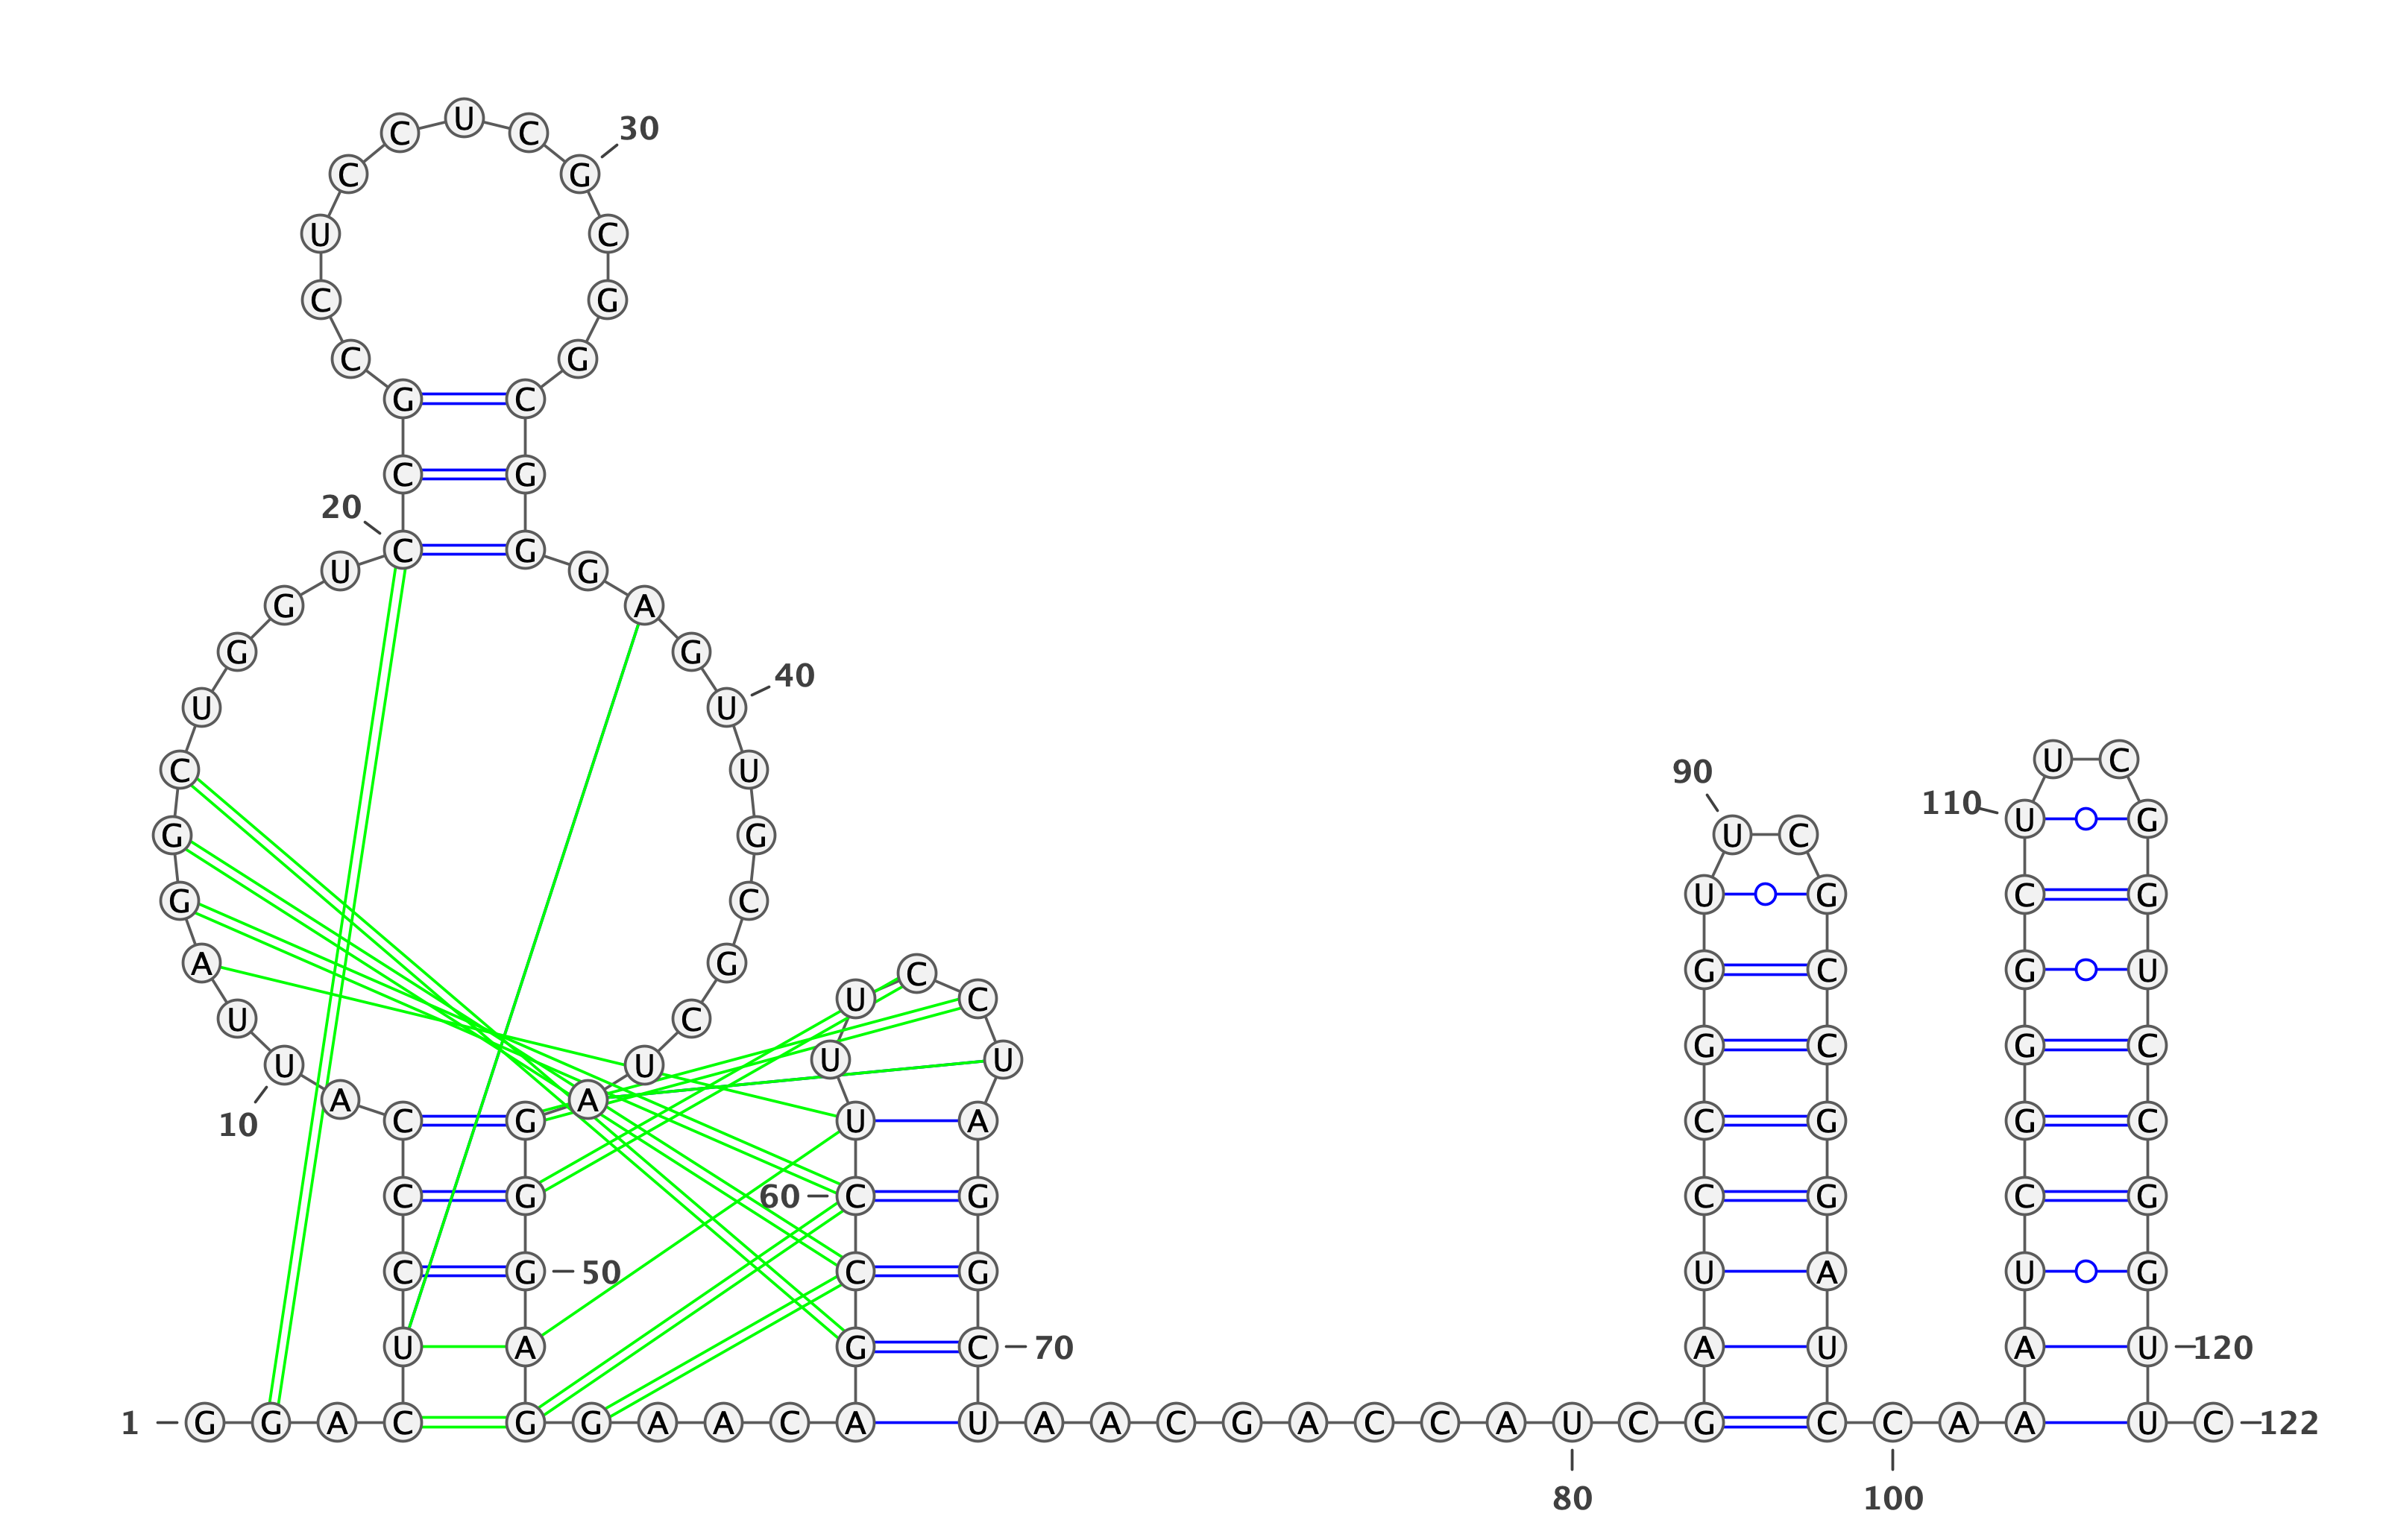 U
C C 30
C G
U C
C G
C G
G C
C G
20
C G
U G
G A
G G
40
U U
U C
C U 90
110 U G
G G U C
U G C G
G C
A G C G C G U
U C
U C
G C G C
U U
U U
A A
10 C G U A C G G C
C G 60 C G C G C G
C G 50 C G U A U G
U A G C 70 A U A U 120
1 G G A C G G A A C A U A A C G A C C A U C G C C A A U C 122
80 100